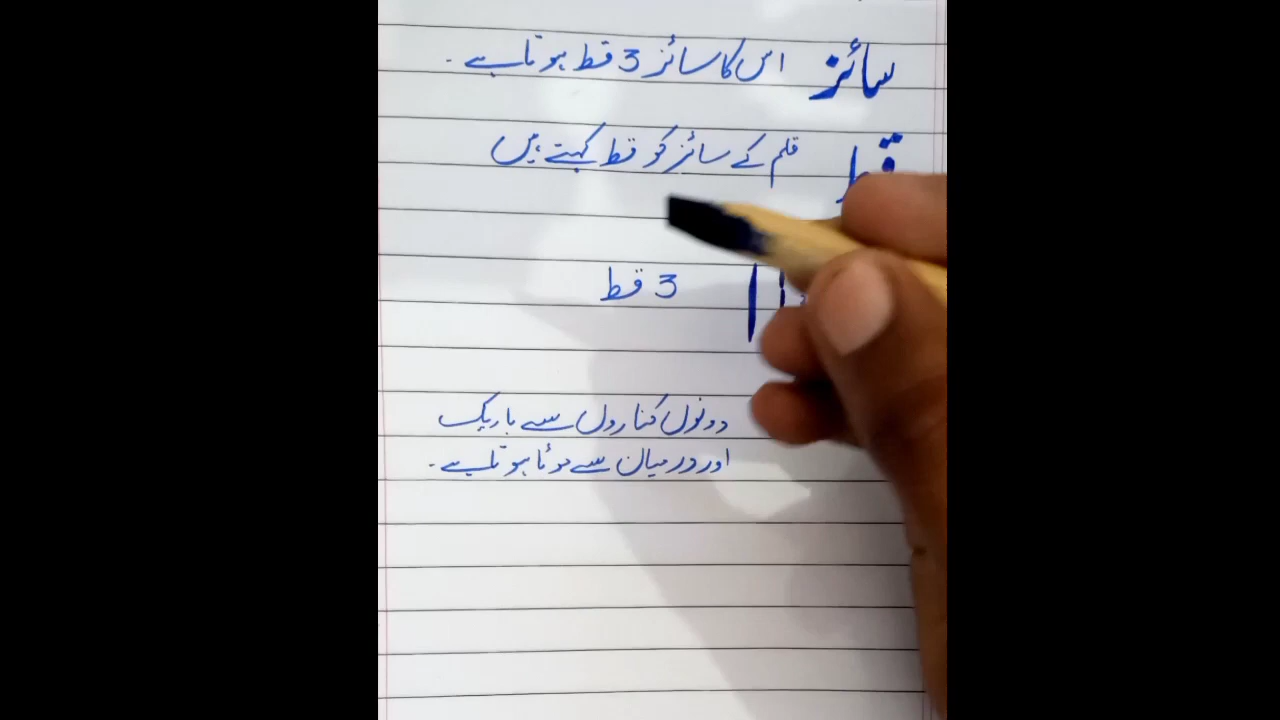 سائز اس کا سائز 3 قط ہوتا ہے۔
قط قلم کے سائز کو قط کہتے ہیں
3 قط
دونوں کناروں سے باریک
اور درمیان سے موٹا ہوتا ہے۔